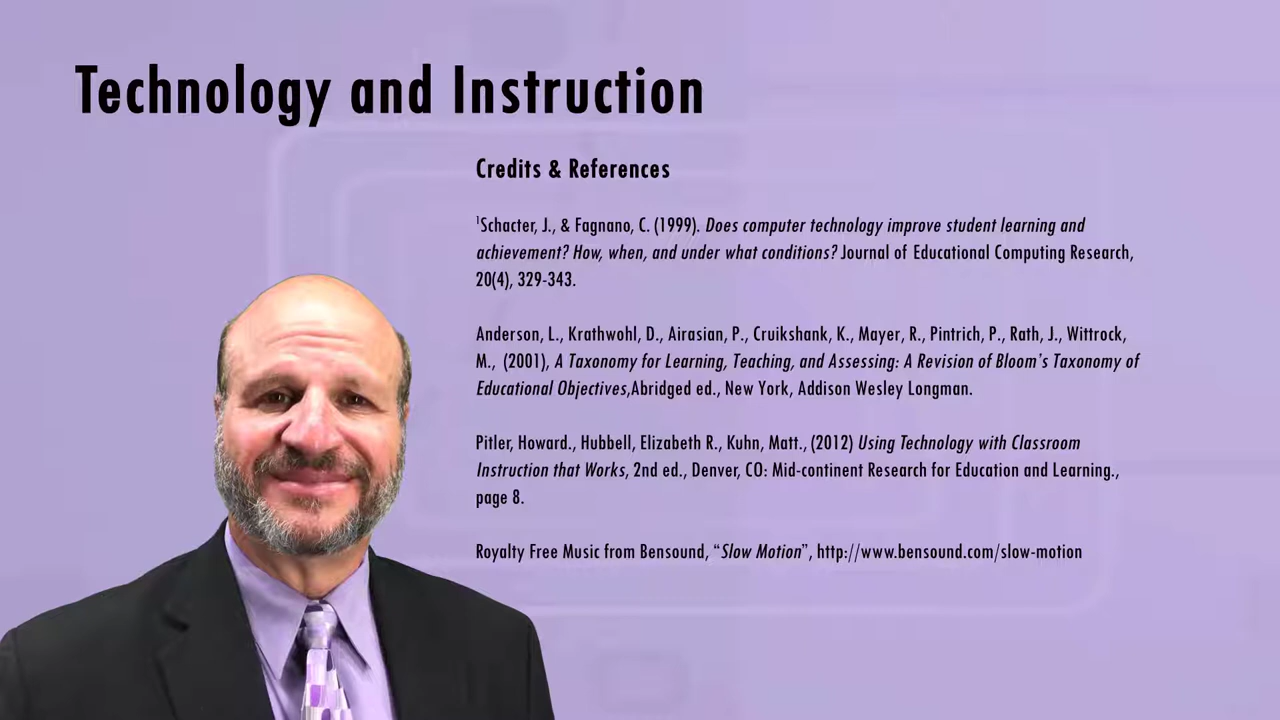 Technology and Instruction
Credits & References
¹Schacter, J., & Fagnano, C. (1999). Does computer technology improve student learning and
achievement? How, when, and under what conditions? Journal of Educational Computing Research,
20(4), 329-343.
Anderson, L., Krathwohl, D., Airasian, P., Cruikshank, K., Mayer, R., Pintrich, P., Rath, J., Wittrock,
M., (2001), A Taxonomy for Learning, Teaching, and Assessing: A Revision of Bloom's Taxonomy of
Educational Objectives,Abridged ed., New York, Addison Wesley Longman.
Pitler, Howard., Hubbell, Elizabeth R., Kuhn, Matt., (2012) Using Technology with Classroom
Instruction that Works, 2nd ed., Denver, CO: Mid-continent Research for Education and Learning.,
page 8.
Royalty Free Music from Bensound, “Slow Motion”, http://www.bensound.com/slow-motion